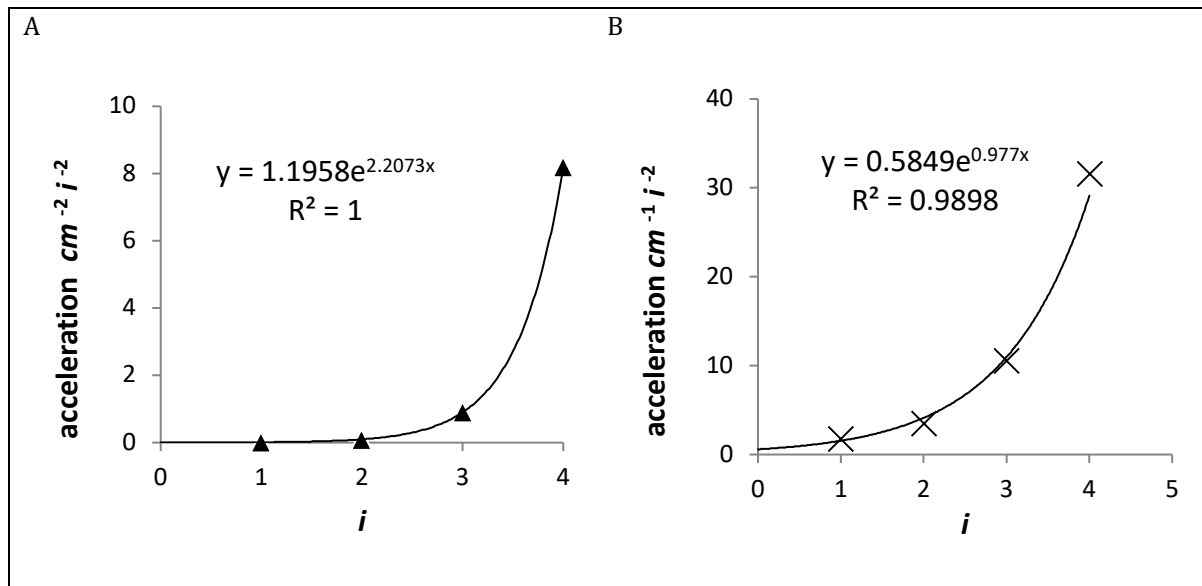 A
acceleration cm ⁻² i ⁻²
10
8
6
4
2
0
y = 1.1958e^2.2073x
R² = 1
0 1 2 3 4
i
B
acceleration cm ⁻¹ i ⁻²
40
30
20
10
0
y = 0.5849e^0.977x
R² = 0.9898
0 1 2 3 4 5
i